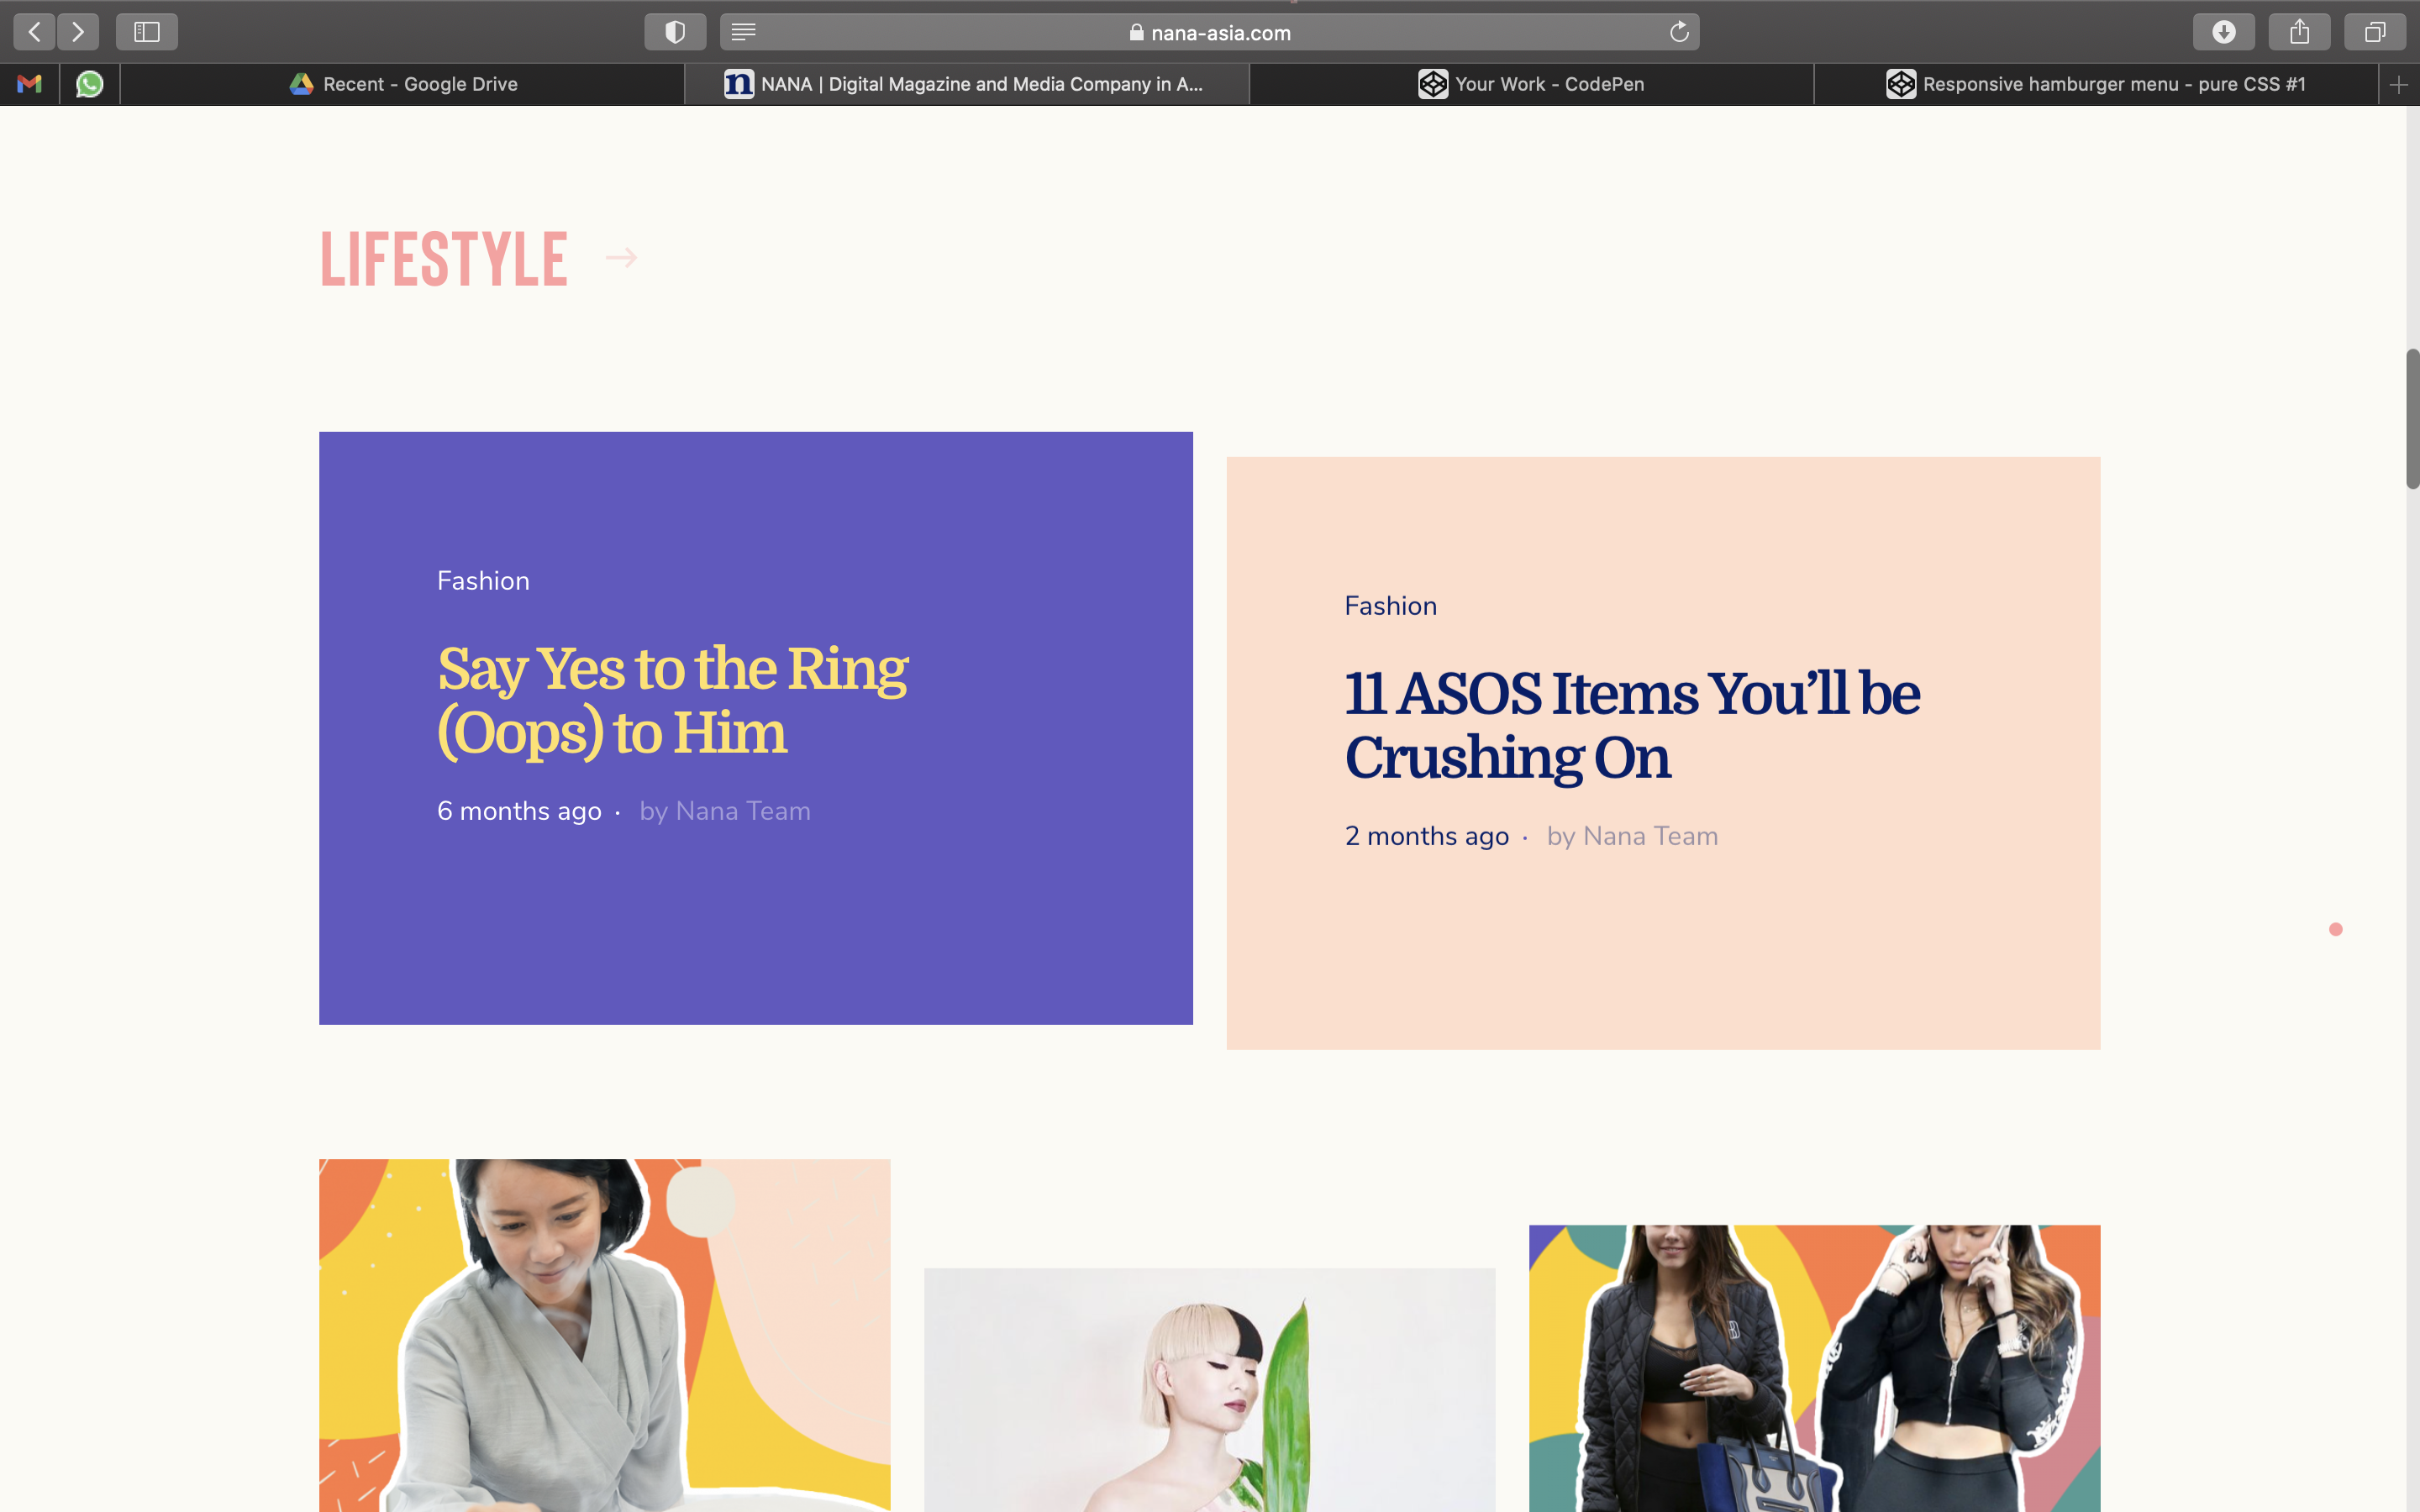 nana-asia.com
Recent - Google Drive
NANA | Digital Magazine and Media Company in A...
Your Work - CodePen
Responsive hamburger menu - pure CSS #1
LIFESTYLE
Fashion
Say Yes to the Ring
(Oops) to Him
6 months ago · by Nana Team
Fashion
11 ASOS Items You’ll be
Crushing On
2 months ago · by Nana Team